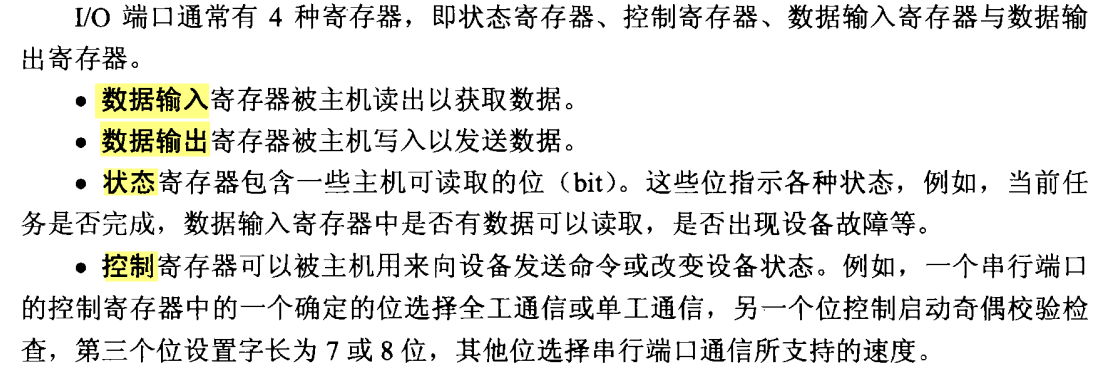 I/O 端口通常有 4 种寄存器，即状态寄存器、控制寄存器、数据输入寄存器与数据输
出寄存器。
● 数据输入寄存器被主机读出以获取数据。
● 数据输出寄存器被主机写入以发送数据。
● 状态寄存器包含一些主机可读取的位（bit）。这些位指示各种状态，例如，当前任
务是否完成，数据输入寄存器中是否有数据可以读取，是否出现设备故障等。
● 控制寄存器可以被主机用来向设备发送命令或改变设备状态。例如，一个串行端口
的控制寄存器中的一个确定的位选择全工通信或单工通信，另一个位控制启动奇偶校验检
查，第三个位设置字长为 7 或 8 位，其他位选择串行端口通信所支持的速度。